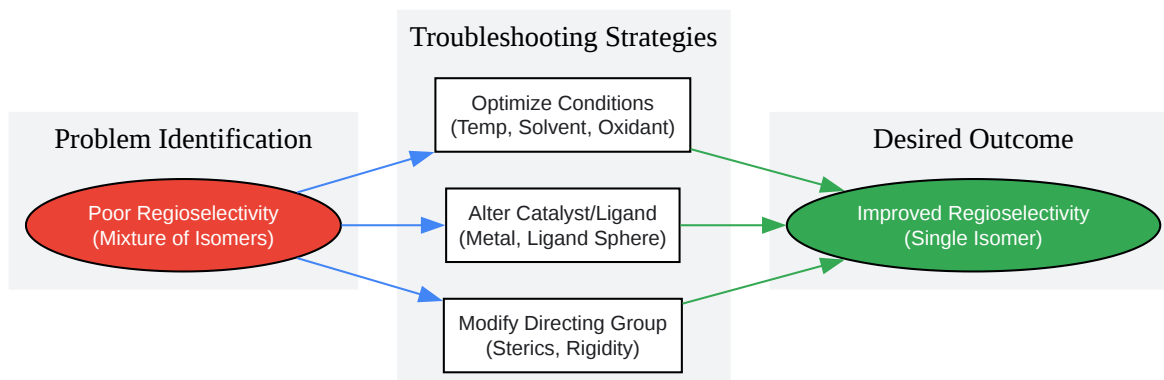 Troubleshooting Strategies
Problem Identification
Desired Outcome
Poor Regioselectivity
(Mixture of Isomers)
Optimize Conditions
(Temp, Solvent, Oxidant)
Alter Catalyst/Ligand
(Metal, Ligand Sphere)
Modify Directing Group
(Sterics, Rigidity)
Improved Regioselectivity
(Single Isomer)